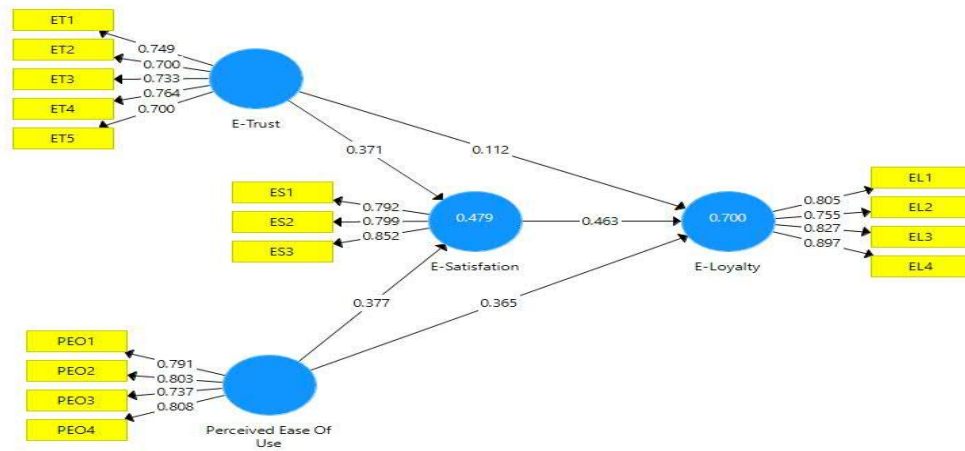 ET1
ET2
ET3
ET4
ET5
0.749
0.700
0.733
0.764
0.700
E-Trust
0.371
0.112
ES1
ES2
ES3
0.792
0.799
0.852
0.479
E-Satisfation
0.463
0.700
E-Loyalty
0.805
0.755
0.827
0.897
EL1
EL2
EL3
EL4
0.377
0.365
PEO1
PEO2
PEO3
PEO4
0.791
0.803
0.737
0.808
Perceived Ease Of
Use